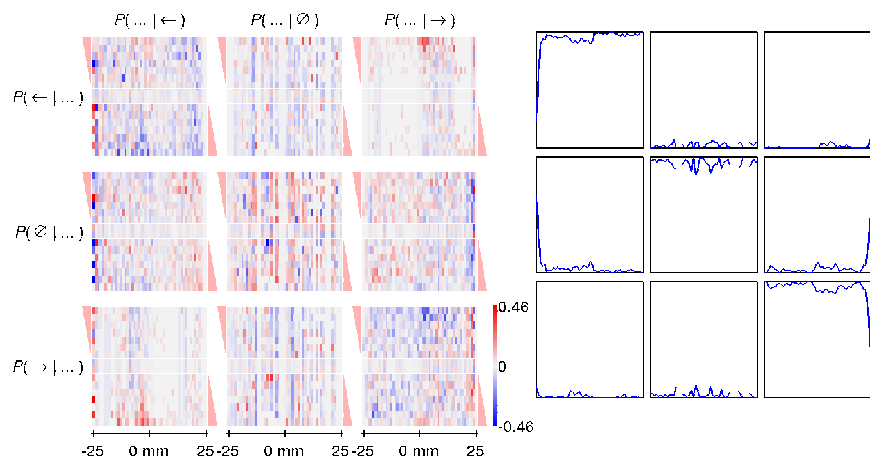 P( ... | ← ) P( ... | ∅ ) P( ... | → )
P( ← | ... )
P( ∅ | ... )
P( → | ... )
0.46
0
-0.46
-25 0 mm 25 -25 0 mm 25 -25 0 mm 25